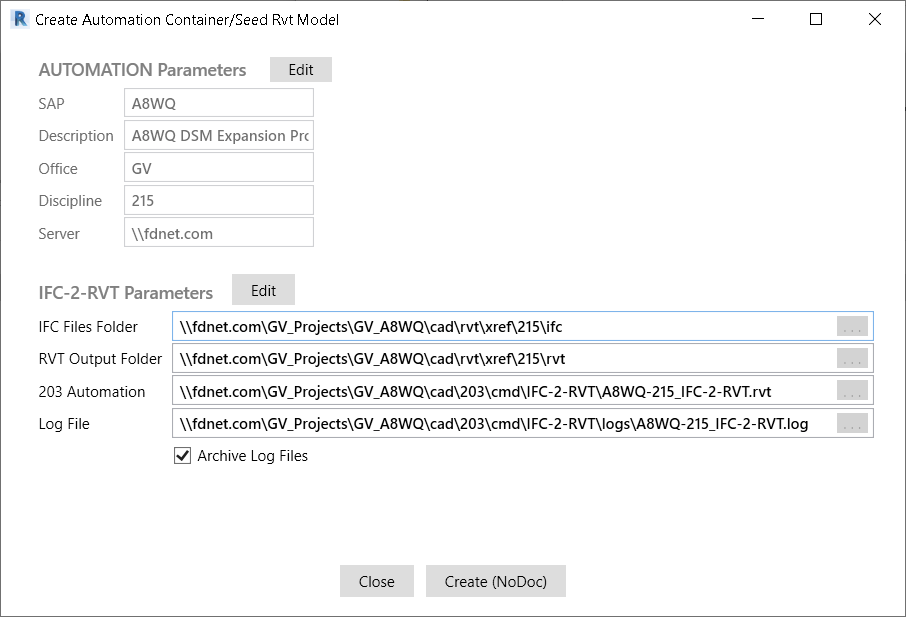 R Create Automation Container/Seed Rvt Model
AUTOMATION Parameters Edit
SAP A8WQ
Description A8WQ DSM Expansion Prc
Office GV
Discipline 215
Server \\fdnet.com
IFC-2-RVT Parameters Edit
IFC Files Folder \\fdnet.com\GV_Projects\GV_A8WQ\cad\rvt\xref\215\ifc ...
RVT Output Folder \\fdnet.com\GV_Projects\GV_A8WQ\cad\rvt\xref\215\rvt ...
203 Automation \\fdnet.com\GV_Projects\GV_A8WQ\cad\203\cmd\IFC-2-RVT\A8WQ-215_IFC-2-RVT.rvt ...
Log File \\fdnet.com\GV_Projects\GV_A8WQ\cad\203\cmd\IFC-2-RVT\logs\A8WQ-215_IFC-2-RVT.log ...
Archive Log Files
Close Create (NoDoc)